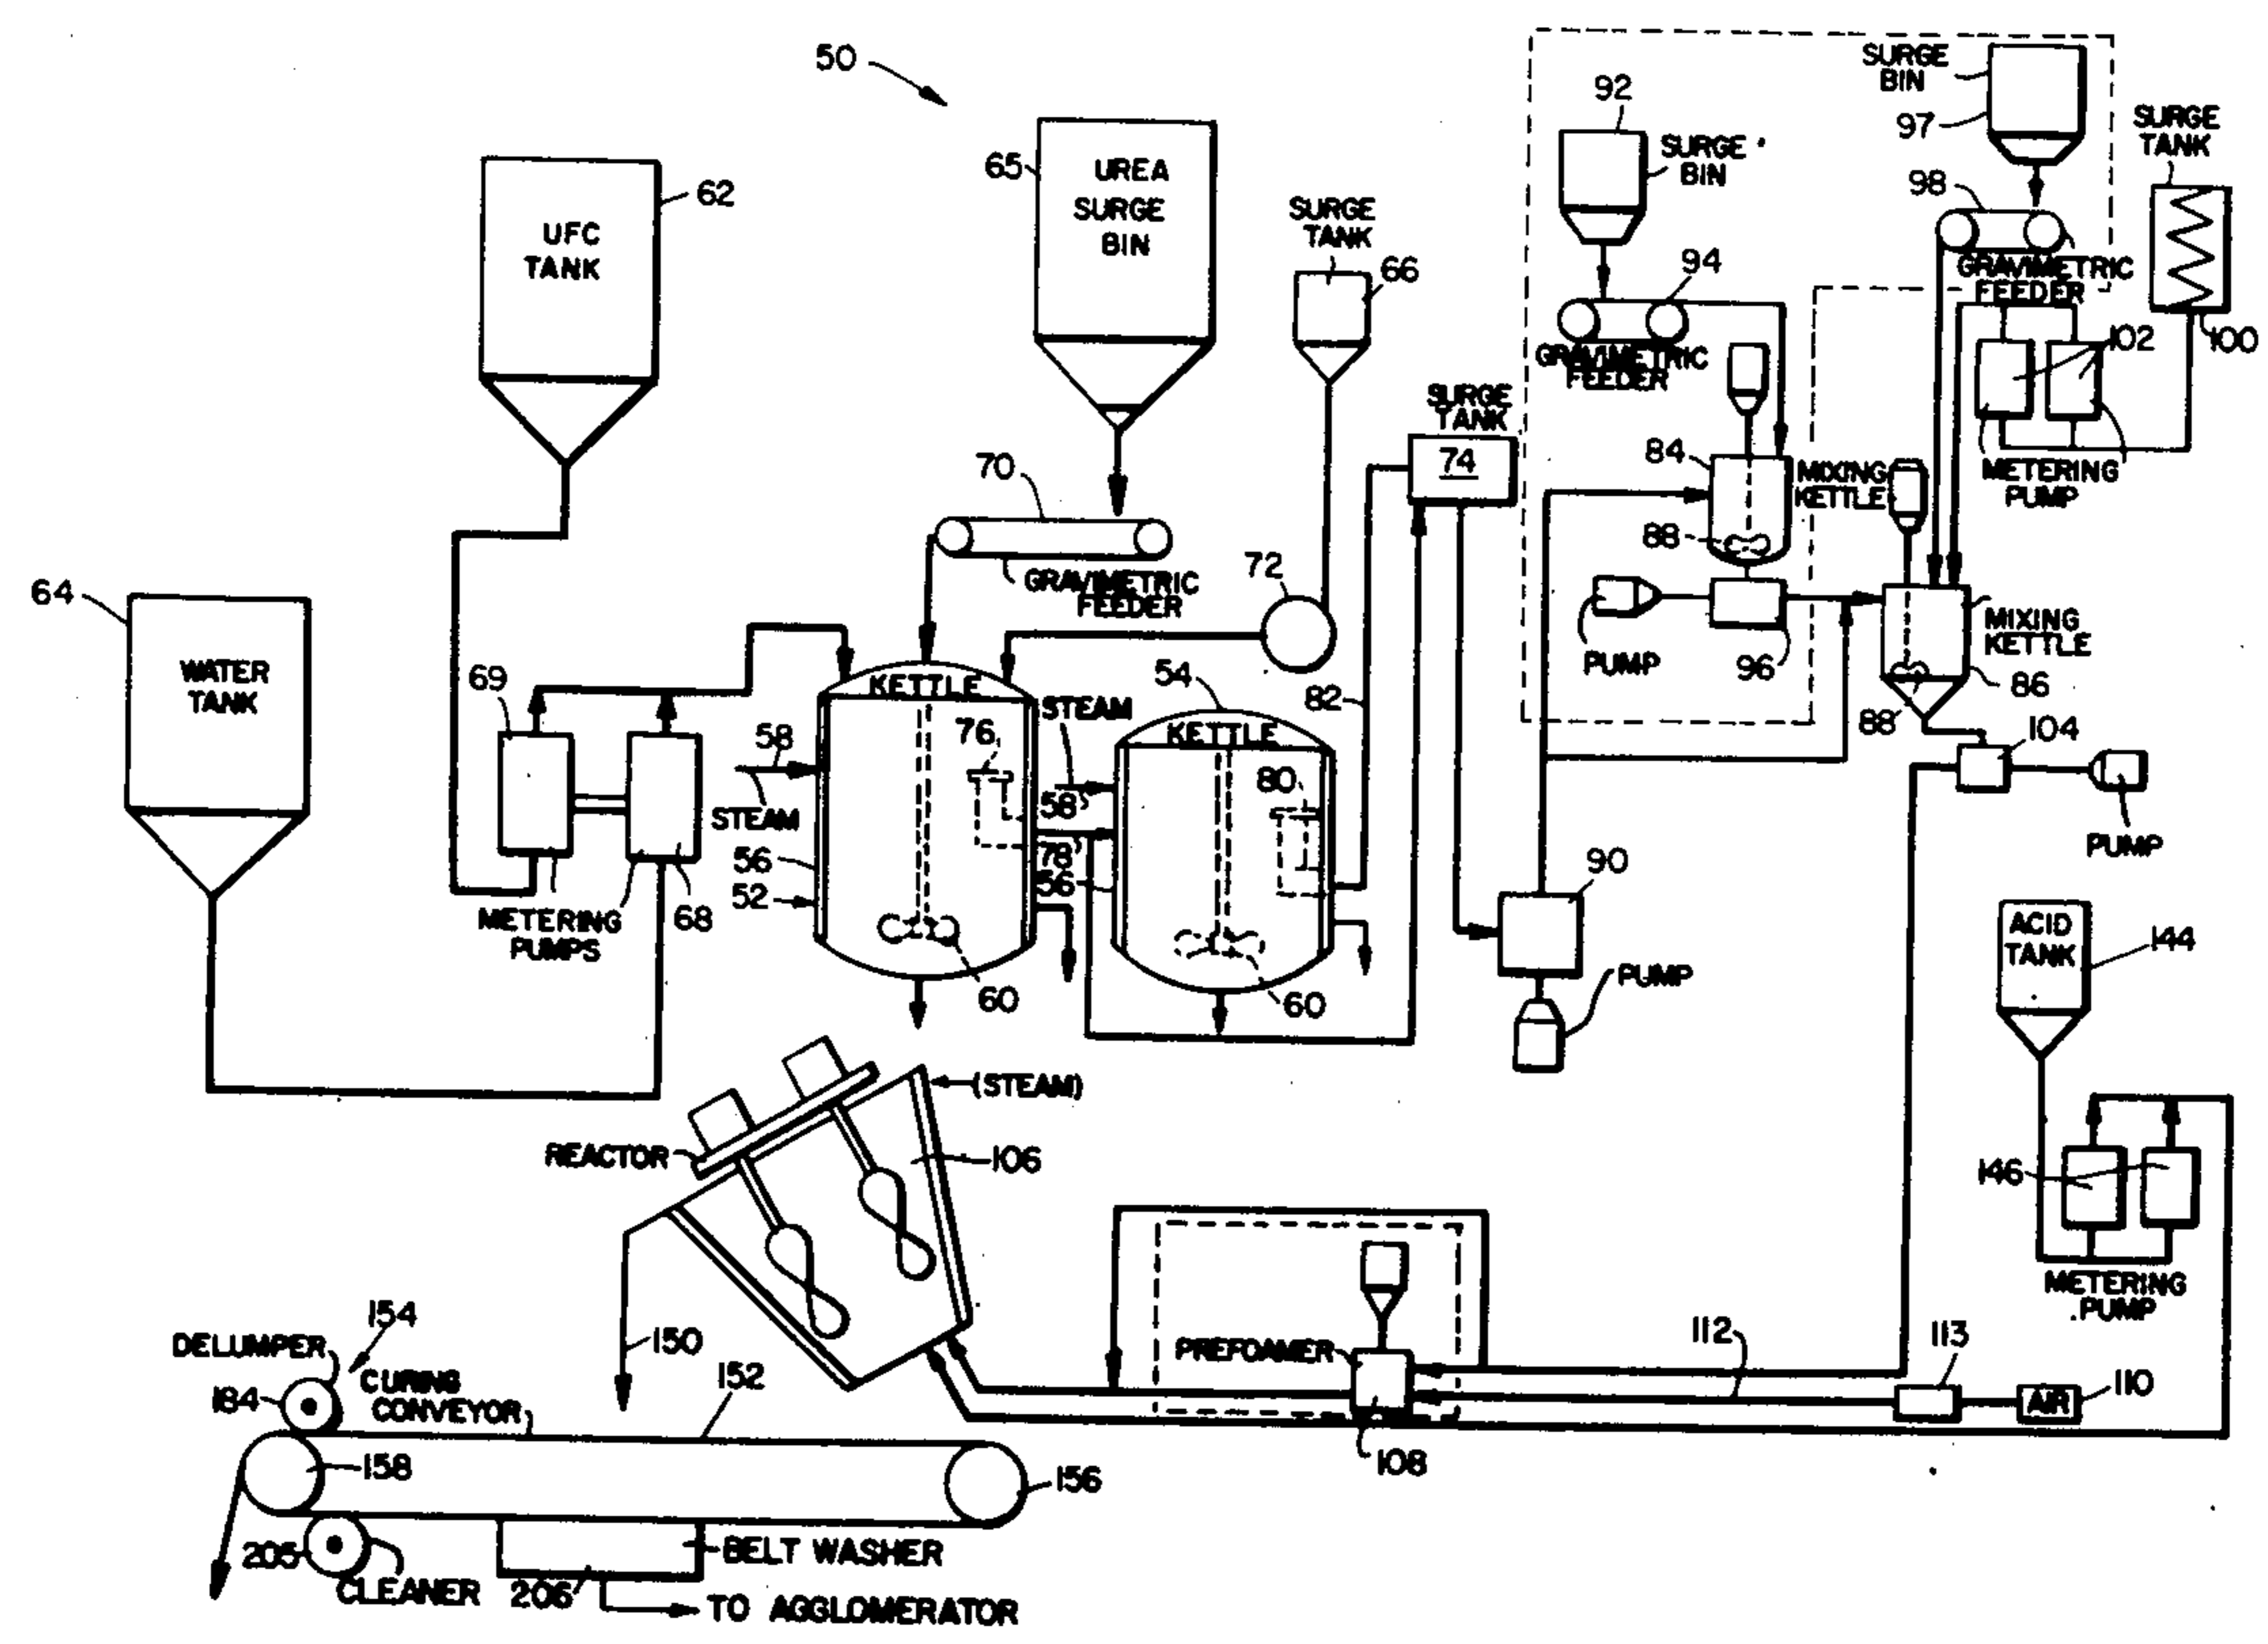 50
SURGE
BIN
97
92
SURGE
BIN
SURGE
TANK
65
UREA
SURGE
BIN
62
UFC
TANK
SURGE
TANK
66
94
98
GRAVIMETRIC
FEEDER
100
GRAVIMETRIC
FEEDER
102
SURGE
TANK
74
70
84
MIXING
KETTLE
METERING
PUMP
88
GRAVIMETRIC
FEEDER
72
64
WATER
TANK
PUMP
96
MIXING
KETTLE
86
88
69
KETTLE
54
STEAM
KETTLE
82
104
58
76
80
58
STEAM
PUMP
56
78
56
52
90
METERING
PUMPS
68
ACID
TANK
144
60
60
PUMP
(STEAM)
REACTOR
106
146
METERING
PUMP
150
PREFOAMER
112
113
154
DELUMPER
184
CURING
CONVEYOR
152
AIR
110
158
156
108
205
CLEANER
206
BELT WASHER
TO AGGLOMERATOR